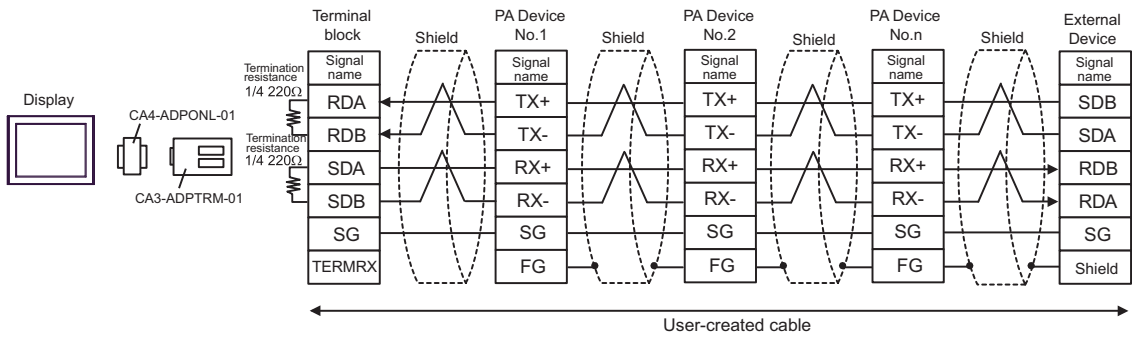 Terminal
block
Shield
PA Device
No.1
Shield
PA Device
No.2
Shield
PA Device
No.n
Shield
External
Device
Termination
resistance
1/4 220Ω
Termination
resistance
1/4 220Ω
Display
CA4-ADPONL-01
CA3-ADPTRM-01
Signal
name
RDA
RDB
SDA
SDB
SG
TERMRX
Signal
name
TX+
TX-
RX+
RX-
SG
FG
Signal
name
TX+
TX-
RX+
RX-
SG
FG
Signal
name
TX+
TX-
RX+
RX-
SG
FG
Signal
name
SDB
SDA
RDB
RDA
SG
Shield
User-created cable